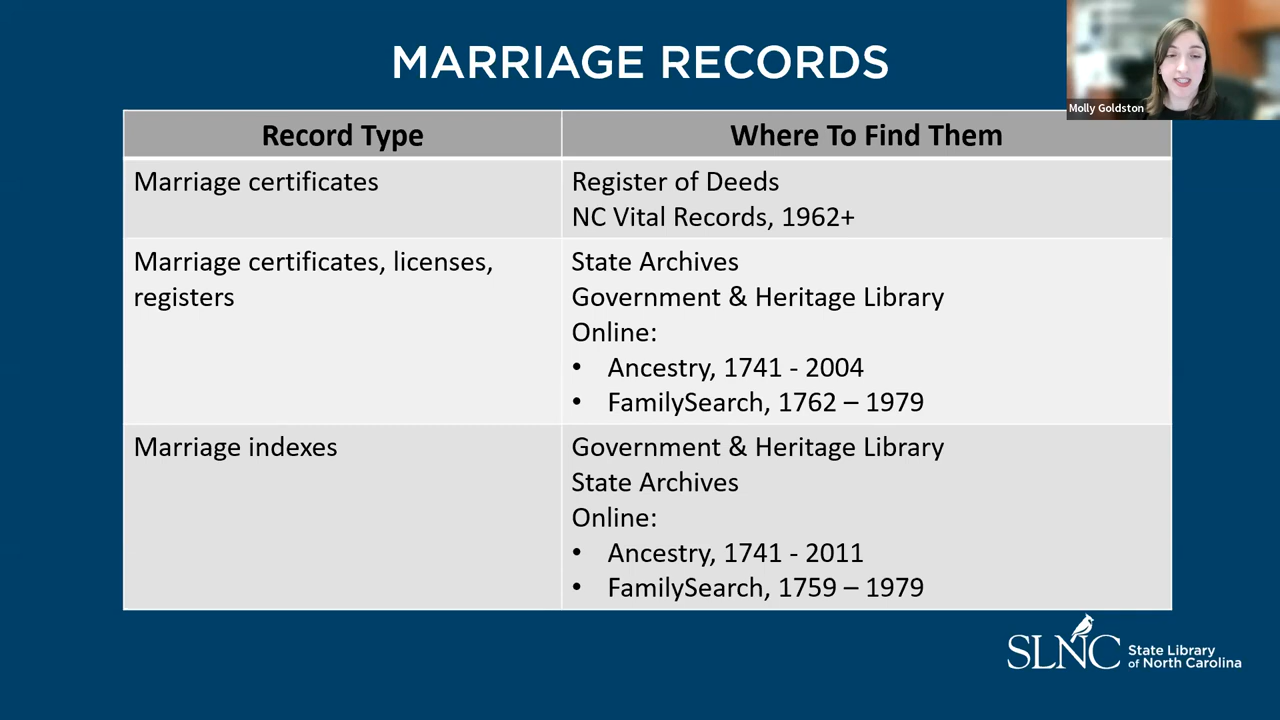 MARRIAGE RECORDS
Molly Goldston
Record Type
Where To Find Them
Marriage certificates
Register of Deeds
NC Vital Records, 1962+
Marriage certificates, licenses,
registers
State Archives
Government & Heritage Library
Online:
• Ancestry, 1741 - 2004
• FamilySearch, 1762 – 1979
Marriage indexes
Government & Heritage Library
State Archives
Online:
• Ancestry, 1741 - 2011
• FamilySearch, 1759 – 1979
SLNC
State Library
of North Carolina